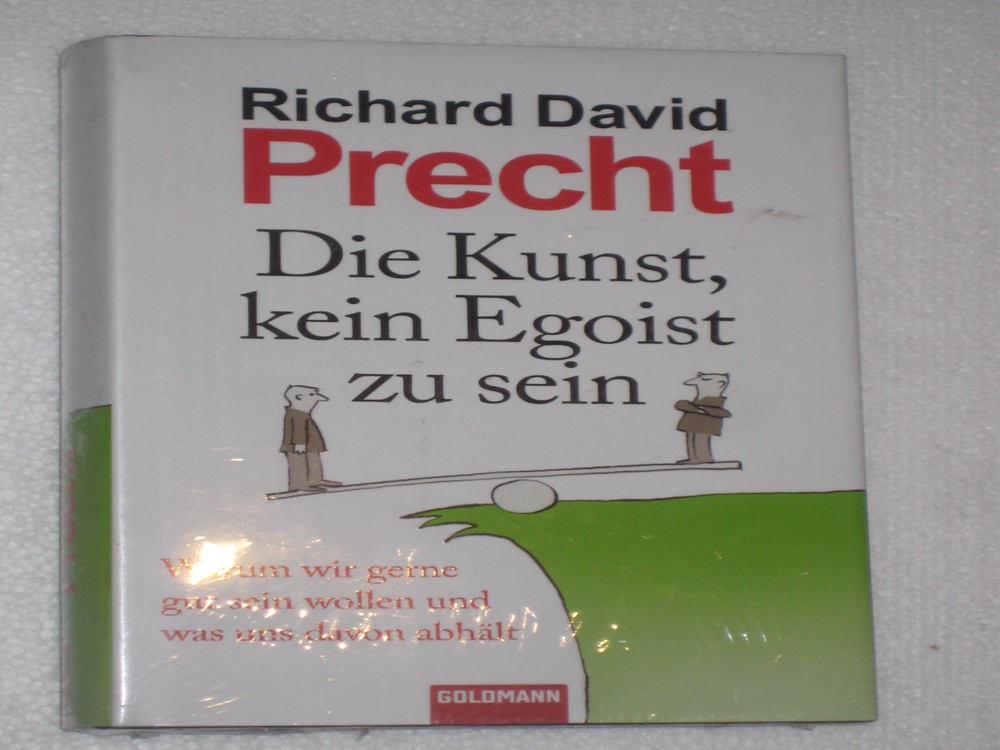 Richard David
Precht
Die Kunst,
kein Egoist
zu sein
Warum wir gerne
gut sein wollen und
was uns davon abhält
GOLDMANN